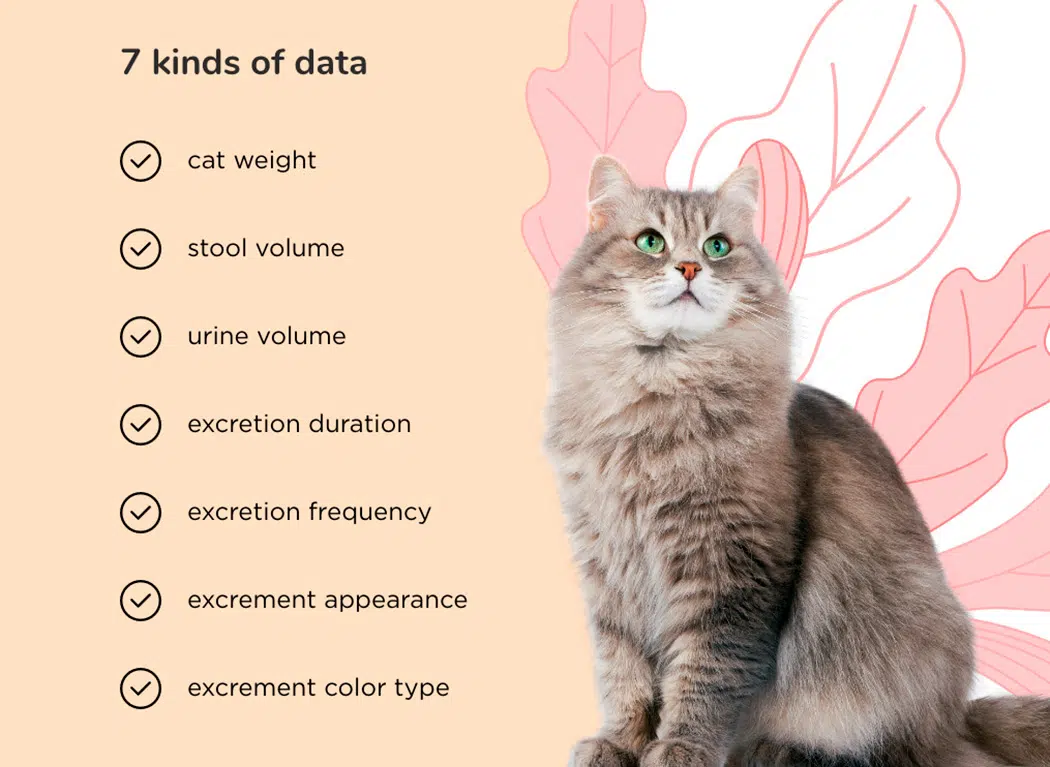 7 kinds of data
cat weight
stool volume
urine volume
excretion duration
excretion frequency
excrement appearance
excrement color type